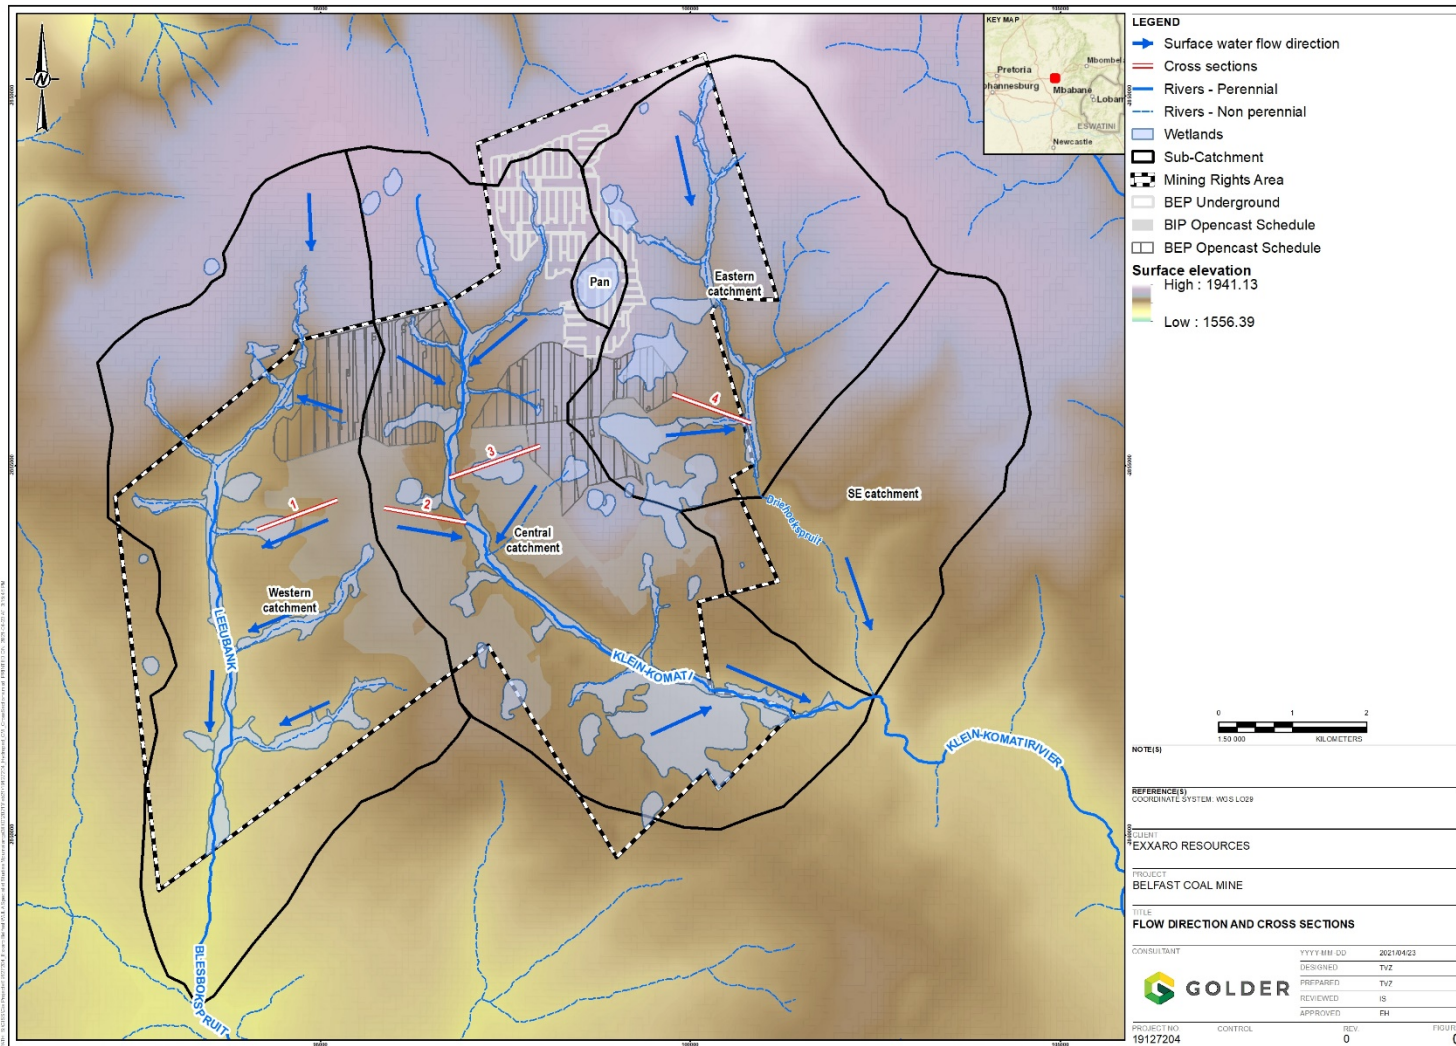 KEY MAP
Pretoria
Mbombela
ohannesburg
Mbabane
Lobam
ESWATINI
Newcastle
N
Pan
Eastern
catchment
4
3
1
2
SE catchment
Driehoekspruit
Central
catchment
Western
catchment
LEEUBANK
KLEIN-KOMATI
KLEIN-KOMATIRIVIER
BLESBOKSPRUIT
LEGEND
Surface water flow direction
Cross sections
Rivers - Perennial
Rivers - Non perennial
Wetlands
Sub-Catchment
Mining Rights Area
BEP Underground
BIP Opencast Schedule
BEP Opencast Schedule
Surface elevation
High : 1941.13
Low : 1556.39
0 1 2
1:50 000 KILOMETERS
NOTE(S)
REFERENCE(S)
COORDINATE SYSTEM: WGS LO29
CLIENT
EXXARO RESOURCES
PROJECT
BELFAST COAL MINE
TITLE
FLOW DIRECTION AND CROSS SECTIONS
CONSULTANT
YYYY-MM-DD 2021/04/23
DESIGNED TVZ
PREPARED TVZ
REVIEWED IS
APPROVED EH
GOLDER
PROJECT NO. CONTROL REV. FIGUR
19127204 0